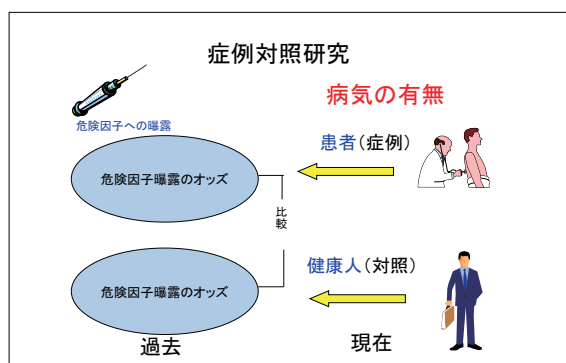 症例対照研究
病気の有無
危険因子への曝露
患者(症例)
危険因子曝露のオッズ
比較
健康人(対照)
危険因子曝露のオッズ
過去
現在